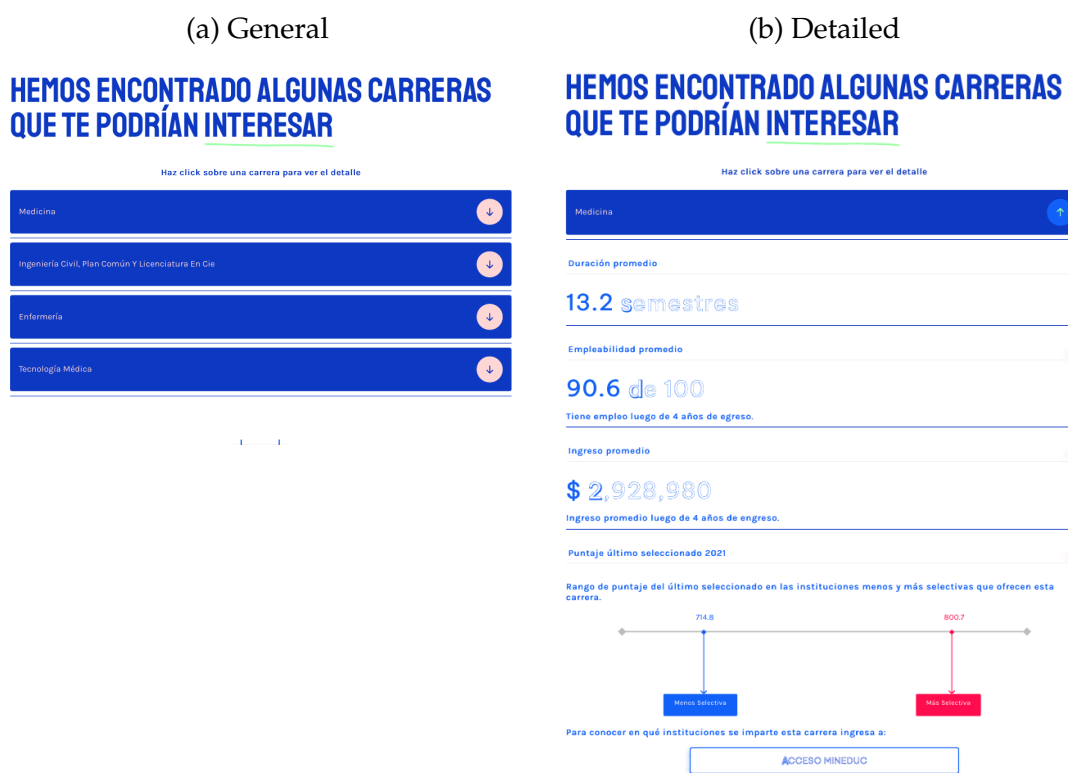 (a) General
HEMOS ENCONTRADO ALGUNAS CARRERAS
QUE TE PODRÍAN INTERESAR
Haz click sobre una carrera para ver el detalle
Medicina
Ingeniería Civil, Plan Común Y Licenciatura En Cie
Enfermería
Tecnología Médica
(b) Detailed
HEMOS ENCONTRADO ALGUNAS CARRERAS
QUE TE PODRÍAN INTERESAR
Haz click sobre una carrera para ver el detalle
Medicina
Duración promedio
13.2 semestres
Empleabilidad promedio
90.6 de 100
Tiene empleo luego de 4 años de egreso.
Ingreso promedio
$ 2,928,980
Ingreso promedio luego de 4 años de engreso.
Puntaje último seleccionado 2021
Rango de puntaje del último seleccionado en las instituciones menos y más selectivas que ofrecen esta
carrera.
714.8 800.7
Menos Selectiva Más Selectiva
Para conocer en qué instituciones se imparte esta carrera ingresa a:
ACCESO MINEDUC